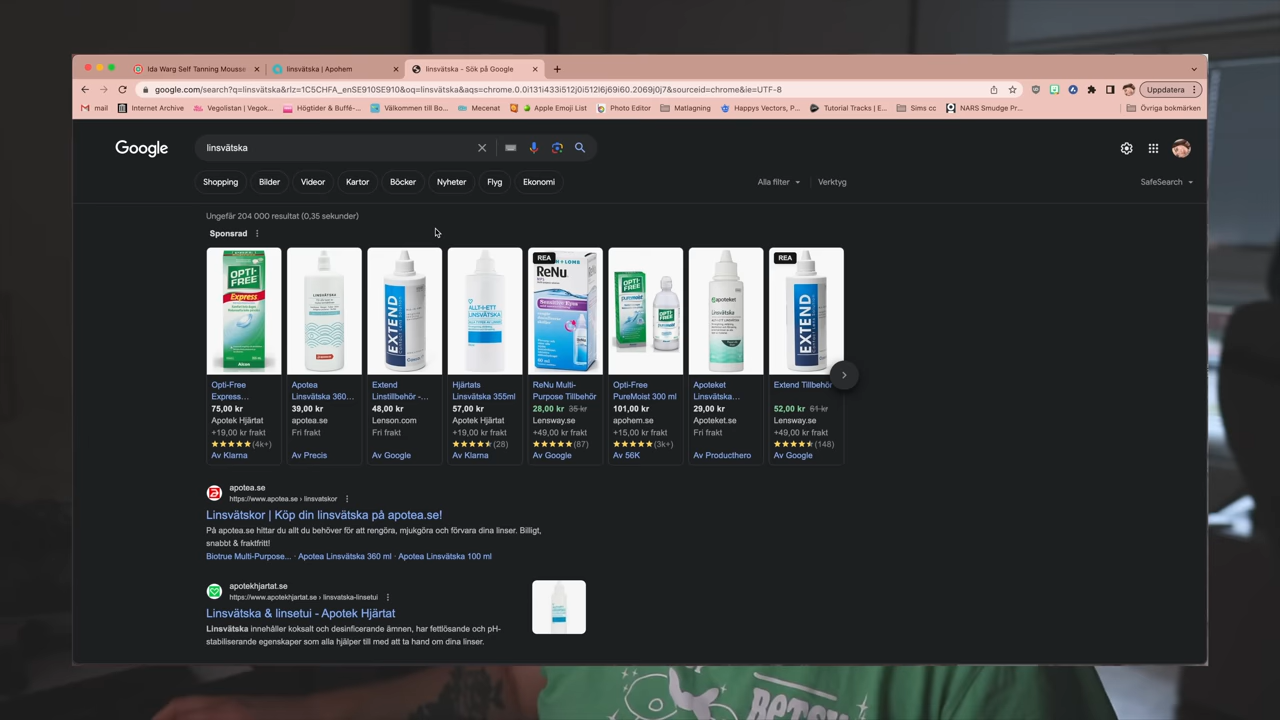 Ida Warg Self Tanning Mousse
linsvätska | Apohem
linsvätska - Sök på Google
google.com/search?q=linsvätska&rlz=1C5CHFA_enSE910SE910&oq=linsvätska&aqs=chrome.0.0i131i433i512j0i512l6j69i60.2069j0j7&sourceid=chrome&ie=UTF-8
Uppdatera
mail
Internet Archive
Vegolistan | Vegok...
Högtider & Buffé-...
Välkommen till Bo...
Mecenat
Apple Emoji List
Photo Editor
Matlagning
Happys Vectors, P...
Tutorial Tracks | E...
Sims cc
NARS Smudge Pr...
Övriga bokmärken
Google
linsvätska
Shopping
Bilder
Videor
Kartor
Böcker
Nyheter
Flyg
Ekonomi
Alla filter
Verktyg
SafeSearch
Ungefär 204 000 resultat (0,35 sekunder)
Sponsrad
OPTI-FREE
Express
Alcon
LINSVÄTSKA
EXTEND
ALLT-I-ETT
LINSVÄTSKA
REA
ReNu
OPTI-FREE
puremoist
OPTI-FREE
apoteket
Linsvätska
REA
EXTEND
Opti-Free
Express...
75,00 kr
Apotek Hjärtat
+19,00 kr frakt
(4k+)
Av Klarna
Apotea
Linsvätska 360...
39,00 kr
apotea.se
Fri frakt
Av Precis
Extend
Linstillbehör -...
48,00 kr
Lenson.com
Fri frakt
Av Google
Hjärtats
Linsvätska 355ml
57,00 kr
Apotek Hjärtat
+19,00 kr frakt
(28)
Av Klarna
ReNu Multi-
Purpose Tillbehör
28,00 kr 35 kr
Lensway.se
+49,00 kr frakt
(87)
Av Google
Opti-Free
PureMoist 300 ml
101,00 kr
apohem.se
+15,00 kr frakt
(3k+)
Av 56K
Apoteket
Linsvätska...
29,00 kr
Apoteket.se
Fri frakt
Av Producthero
Extend Tillbehör
52,00 kr 61 kr
Lensway.se
+49,00 kr frakt
(148)
Av Google
apotea.se
https://www.apotea.se › linsvatskor
Linsvätskor | Köp din linsvätska på apotea.se!
På apotea.se hittar du allt du behöver för att rengöra, mjukgöra och förvara dina linser. Billigt,
snabbt & fraktfritt!
Biotrue Multi-Purpose... · Apotea Linsvätska 360 ml · Apotea Linsvätska 100 ml
apotekhjartat.se
https://www.apotekhjartat.se › linsvatska-linsetui
Linsvätska & linsetui - Apotek Hjärtat
Linsvätska innehåller koksalt och desinficerande ämnen, har fettlösande och pH-
stabiliserande egenskaper som alla hjälper till med att ta hand om dina linser.